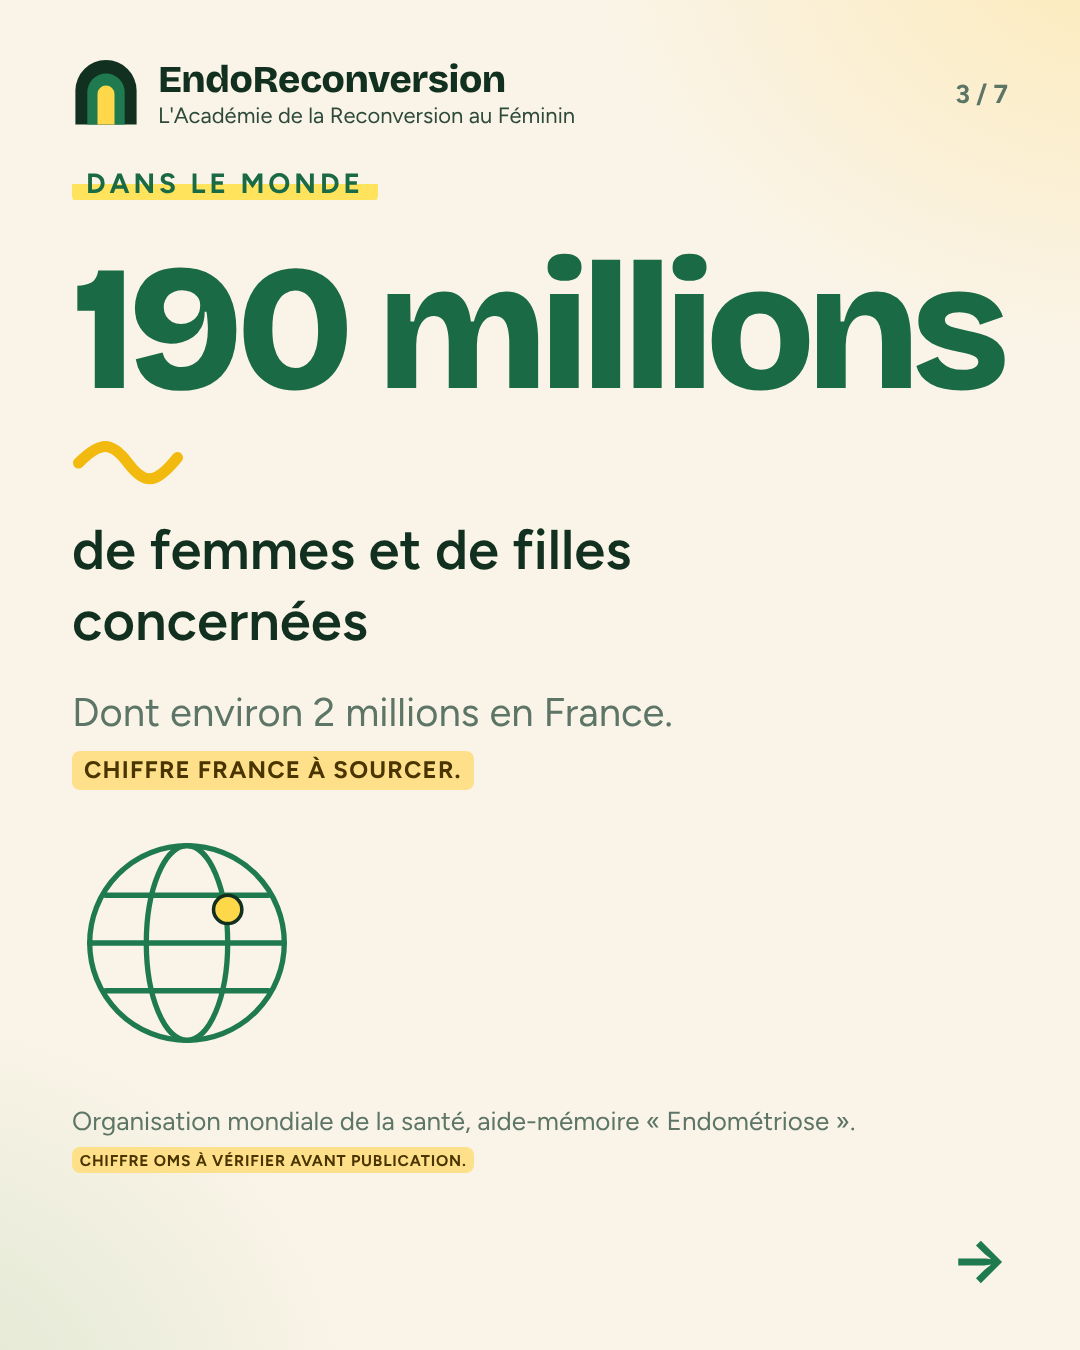 EndoReconversion
L'Académie de la Reconversion au Féminin
3 / 7
DANS LE MONDE
190 millions
de femmes et de filles
concernées
Dont environ 2 millions en France.
CHIFFRE FRANCE À SOURCER.
Organisation mondiale de la santé, aide-mémoire « Endométriose ».
CHIFFRE OMS À VÉRIFIER AVANT PUBLICATION.